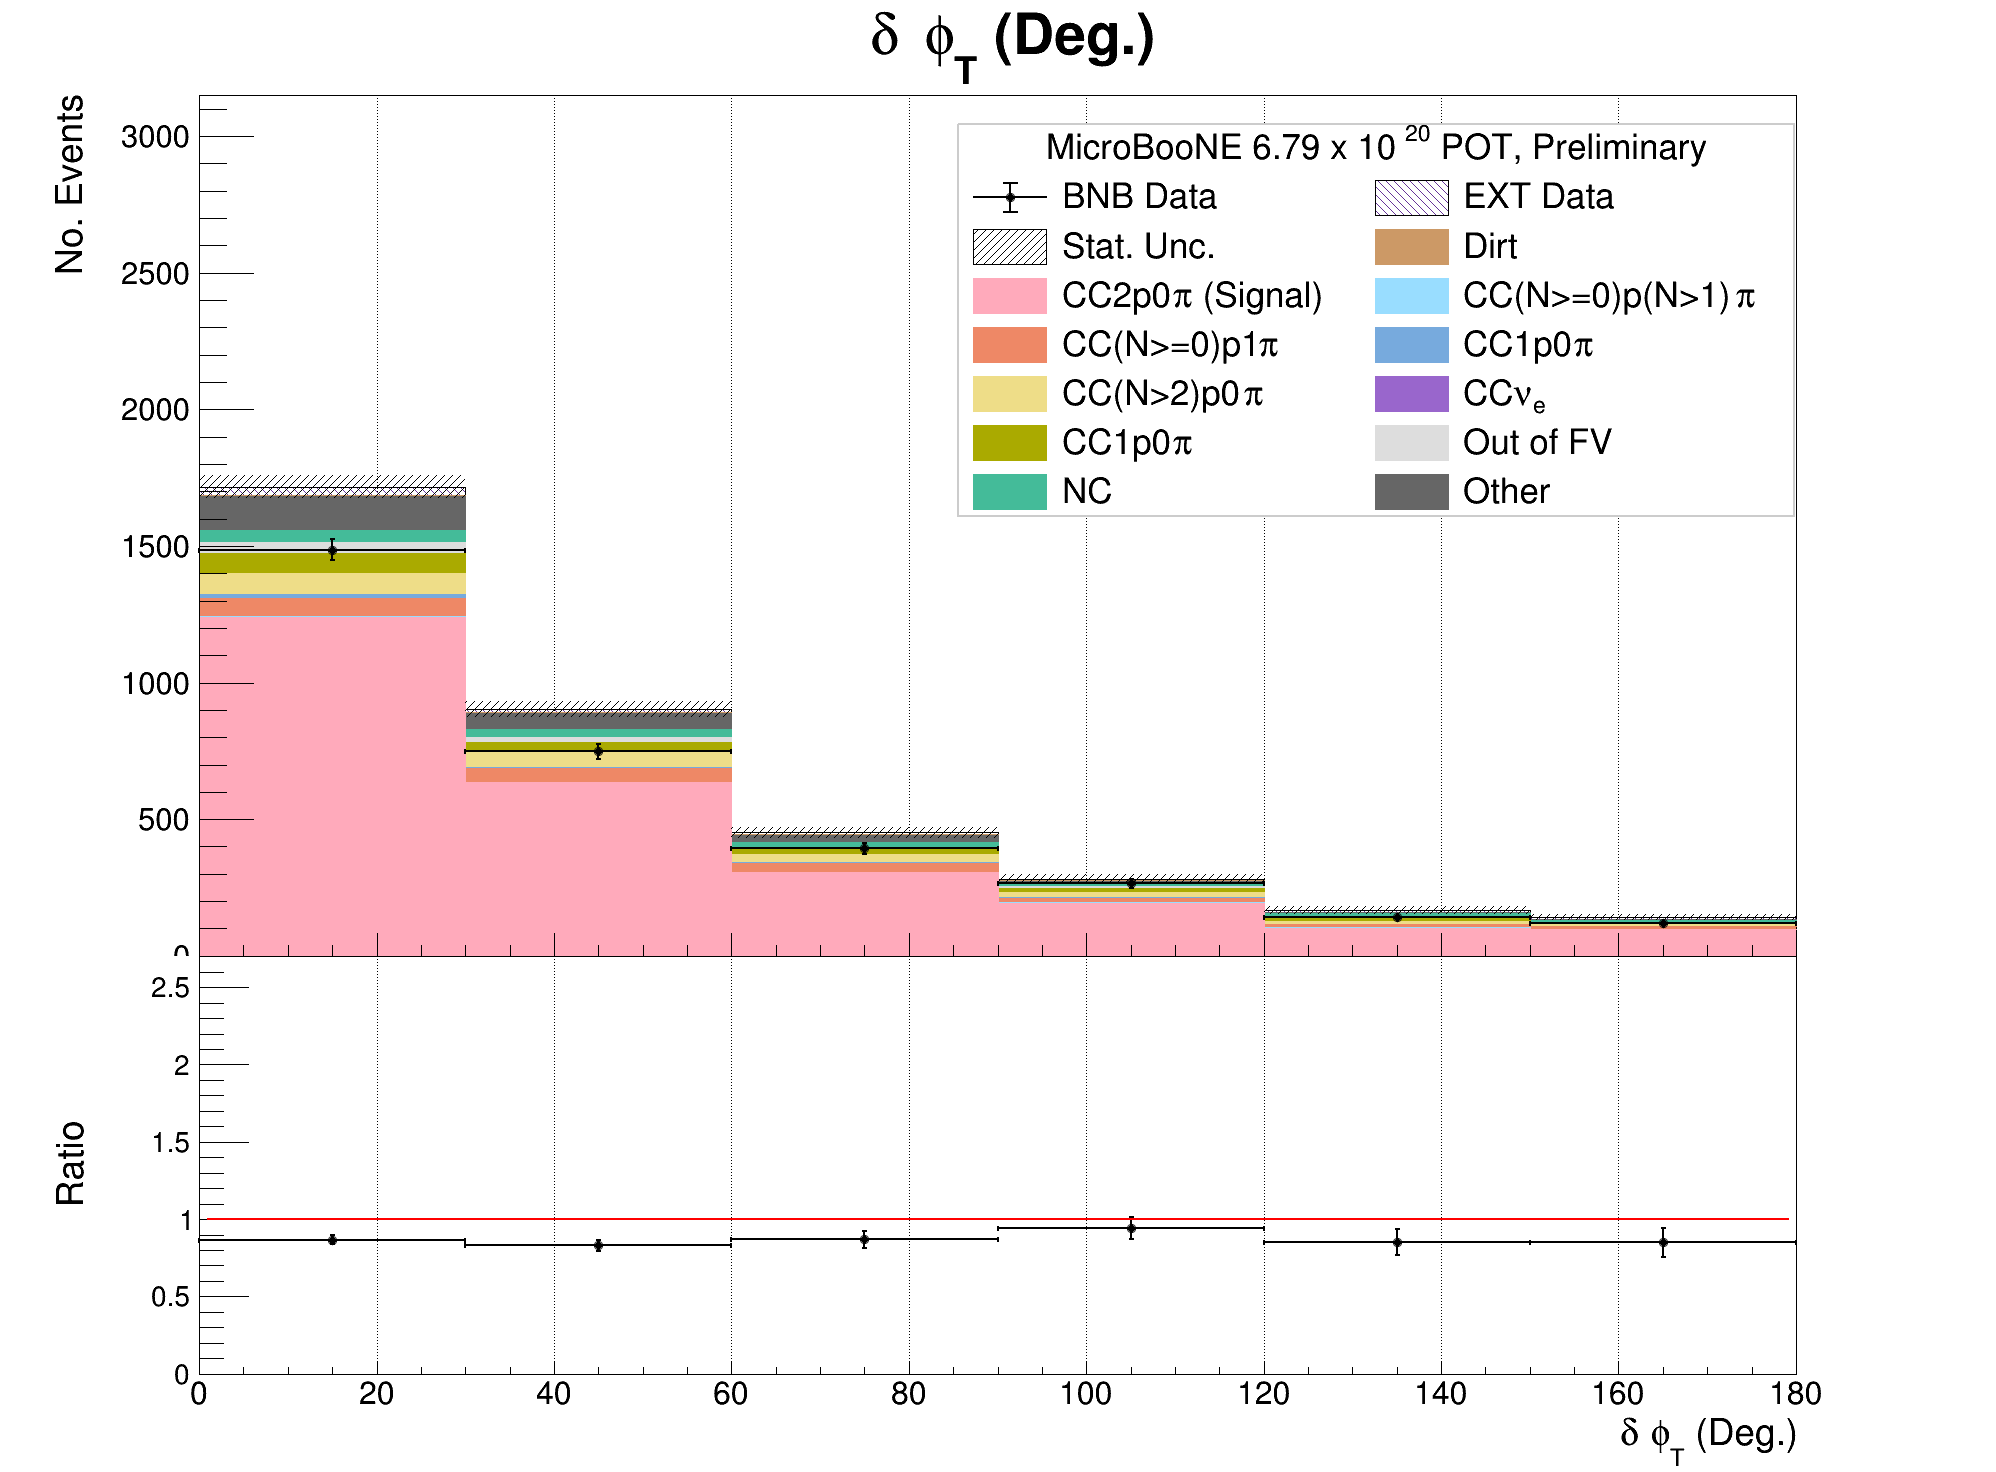 δ ϕT (Deg.)
No. Events
3000
2500
2000
1500
1000
500
0
MicroBooNE 6.79 x 10 20 POT, Preliminary
BNB Data
EXT Data
Stat. Unc.
Dirt
CC2p0π (Signal)
CC(N>=0)p(N>1)π
CC(N>=0)p1π
CC1p0π
CC(N>2)p0π
CCνe
CC1p0π
Out of FV
NC
Other
Ratio
2.5
2
1.5
1
0.5
0
0 20 40 60 80 100 120 140 160 180
δ ϕT (Deg.)